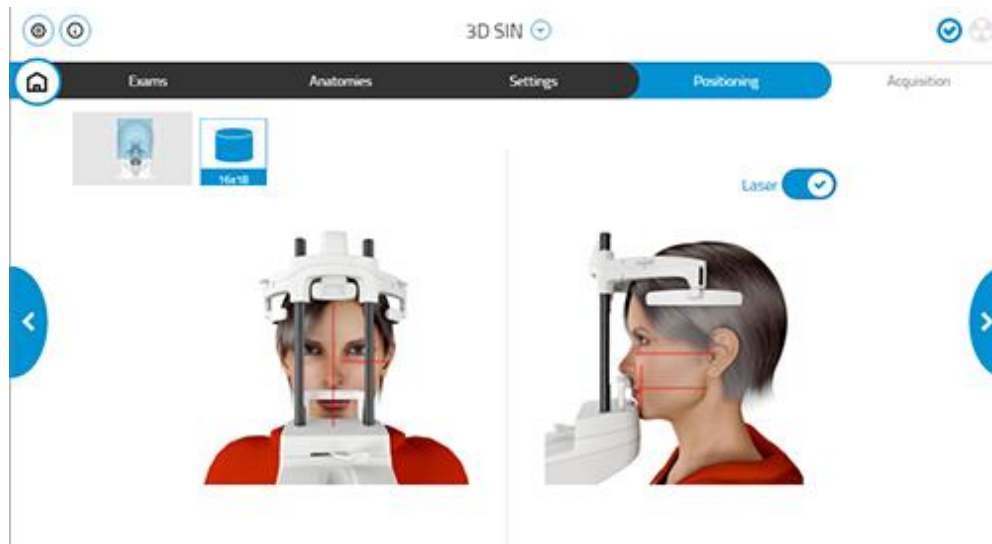 3D SIN
Exams Anatomies Settings Positioning Acquisition
16x18
Laser